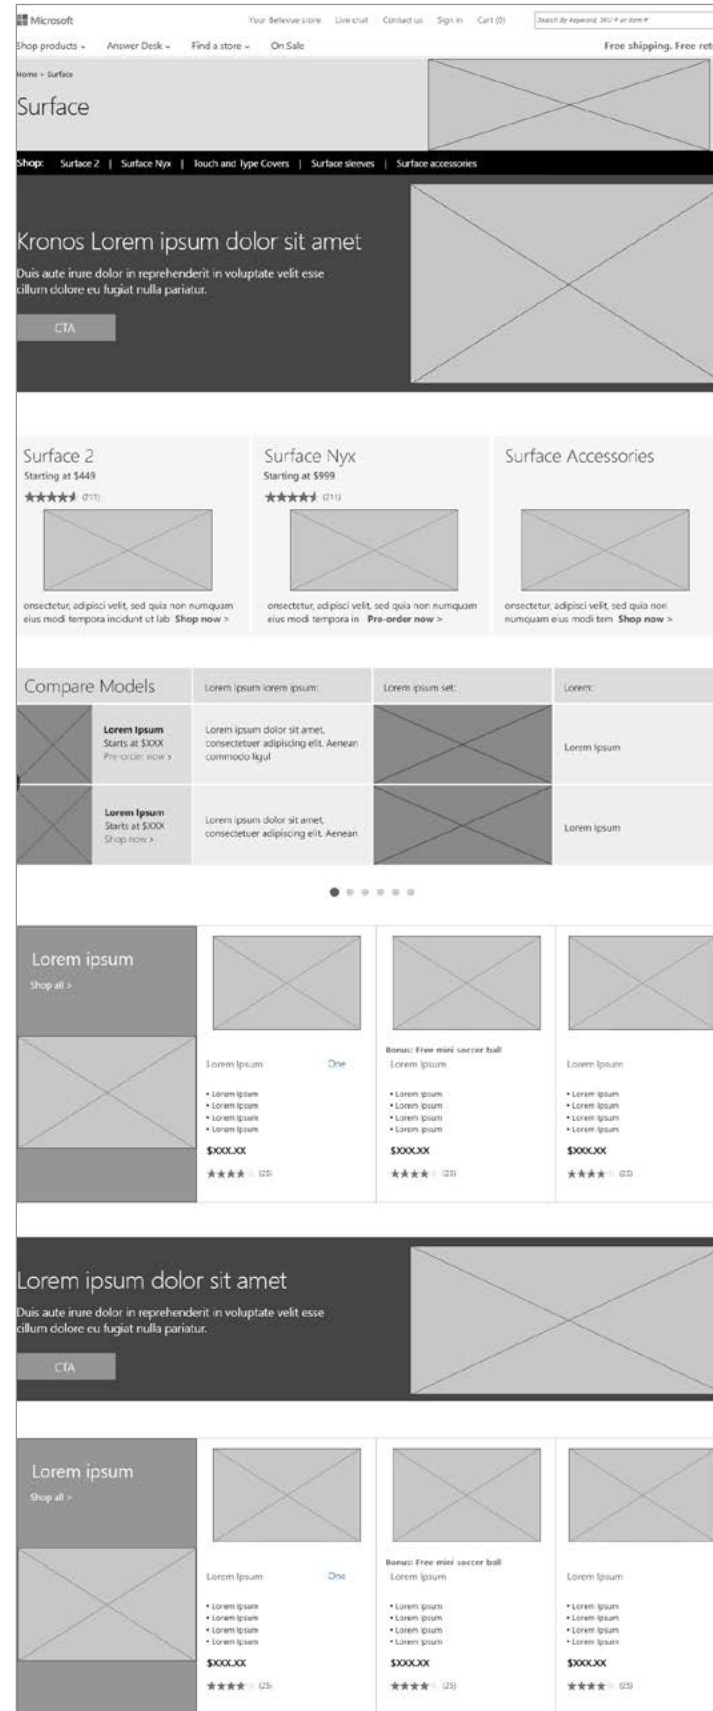 Microsoft
Your Bellevue store Live chat Contact us Sign in Cart (0) Search by keyword, SKU # or item #
Shop products Answer Desk Find a store On Sale Free shipping. Free ret
Home > Surface
Surface
Shop: Surface 2 | Surface Nyx | Touch and Type Covers | Surface sleeves | Surface accessories
Kronos Lorem ipsum dolor sit amet
Duis aute irure dolor in reprehenderit in voluptate velit esse
cillum dolore eu fugiat nulla pariatur.
CTA
Surface 2
Starting at $449
(211)
onsectetur, adipisci velit, sed quia non numquam
eius modi tempora incidunt ut lab Shop now >
Surface Nyx
Starting at $999
(211)
onsectetur, adipisci velit, sed quia non numquam
eius modi tempora in Pre-order now >
Surface Accessories
onsectetur, adipisci velit, sed quia non
numquam eius modi tem Shop now >
Compare Models Lorem ipsum lorem ipsum: Lorem ipsum set: Lorem:
Lorem Ipsum
Starts at $XXX
Pre-order now >
Lorem ipsum dolor sit amet,
consectetuer adipiscing elit. Aenean
commodo ligul
Lorem Ipsum
Lorem Ipsum
Starts at $XXX
Shop now >
Lorem ipsum dolor sit amet,
consectetuer adipiscing elit. Aenean
Lorem Ipsum
Lorem ipsum
Shop all >
Lorem Ipsum One
• Lorem Ipsum
• Lorem Ipsum
• Lorem Ipsum
• Lorem Ipsum
$XXX.XX
(25)
Bonus: Free mini soccer ball
Lorem Ipsum
• Lorem Ipsum
• Lorem Ipsum
• Lorem Ipsum
• Lorem Ipsum
$XXX.XX
(25)
Lorem Ipsum
• Lorem Ipsum
• Lorem Ipsum
• Lorem Ipsum
• Lorem Ipsum
$XXX.XX
(25)
Lorem ipsum dolor sit amet
Duis aute irure dolor in reprehenderit in voluptate velit esse
cillum dolore eu fugiat nulla pariatur.
CTA
Lorem ipsum
Shop all >
Lorem Ipsum One
• Lorem Ipsum
• Lorem Ipsum
• Lorem Ipsum
• Lorem Ipsum
$XXX.XX
(25)
Bonus: Free mini soccer ball
Lorem Ipsum
• Lorem Ipsum
• Lorem Ipsum
• Lorem Ipsum
• Lorem Ipsum
$XXX.XX
(25)
Lorem Ipsum
• Lorem Ipsum
• Lorem Ipsum
• Lorem Ipsum
• Lorem Ipsum
$XXX.XX
(25)